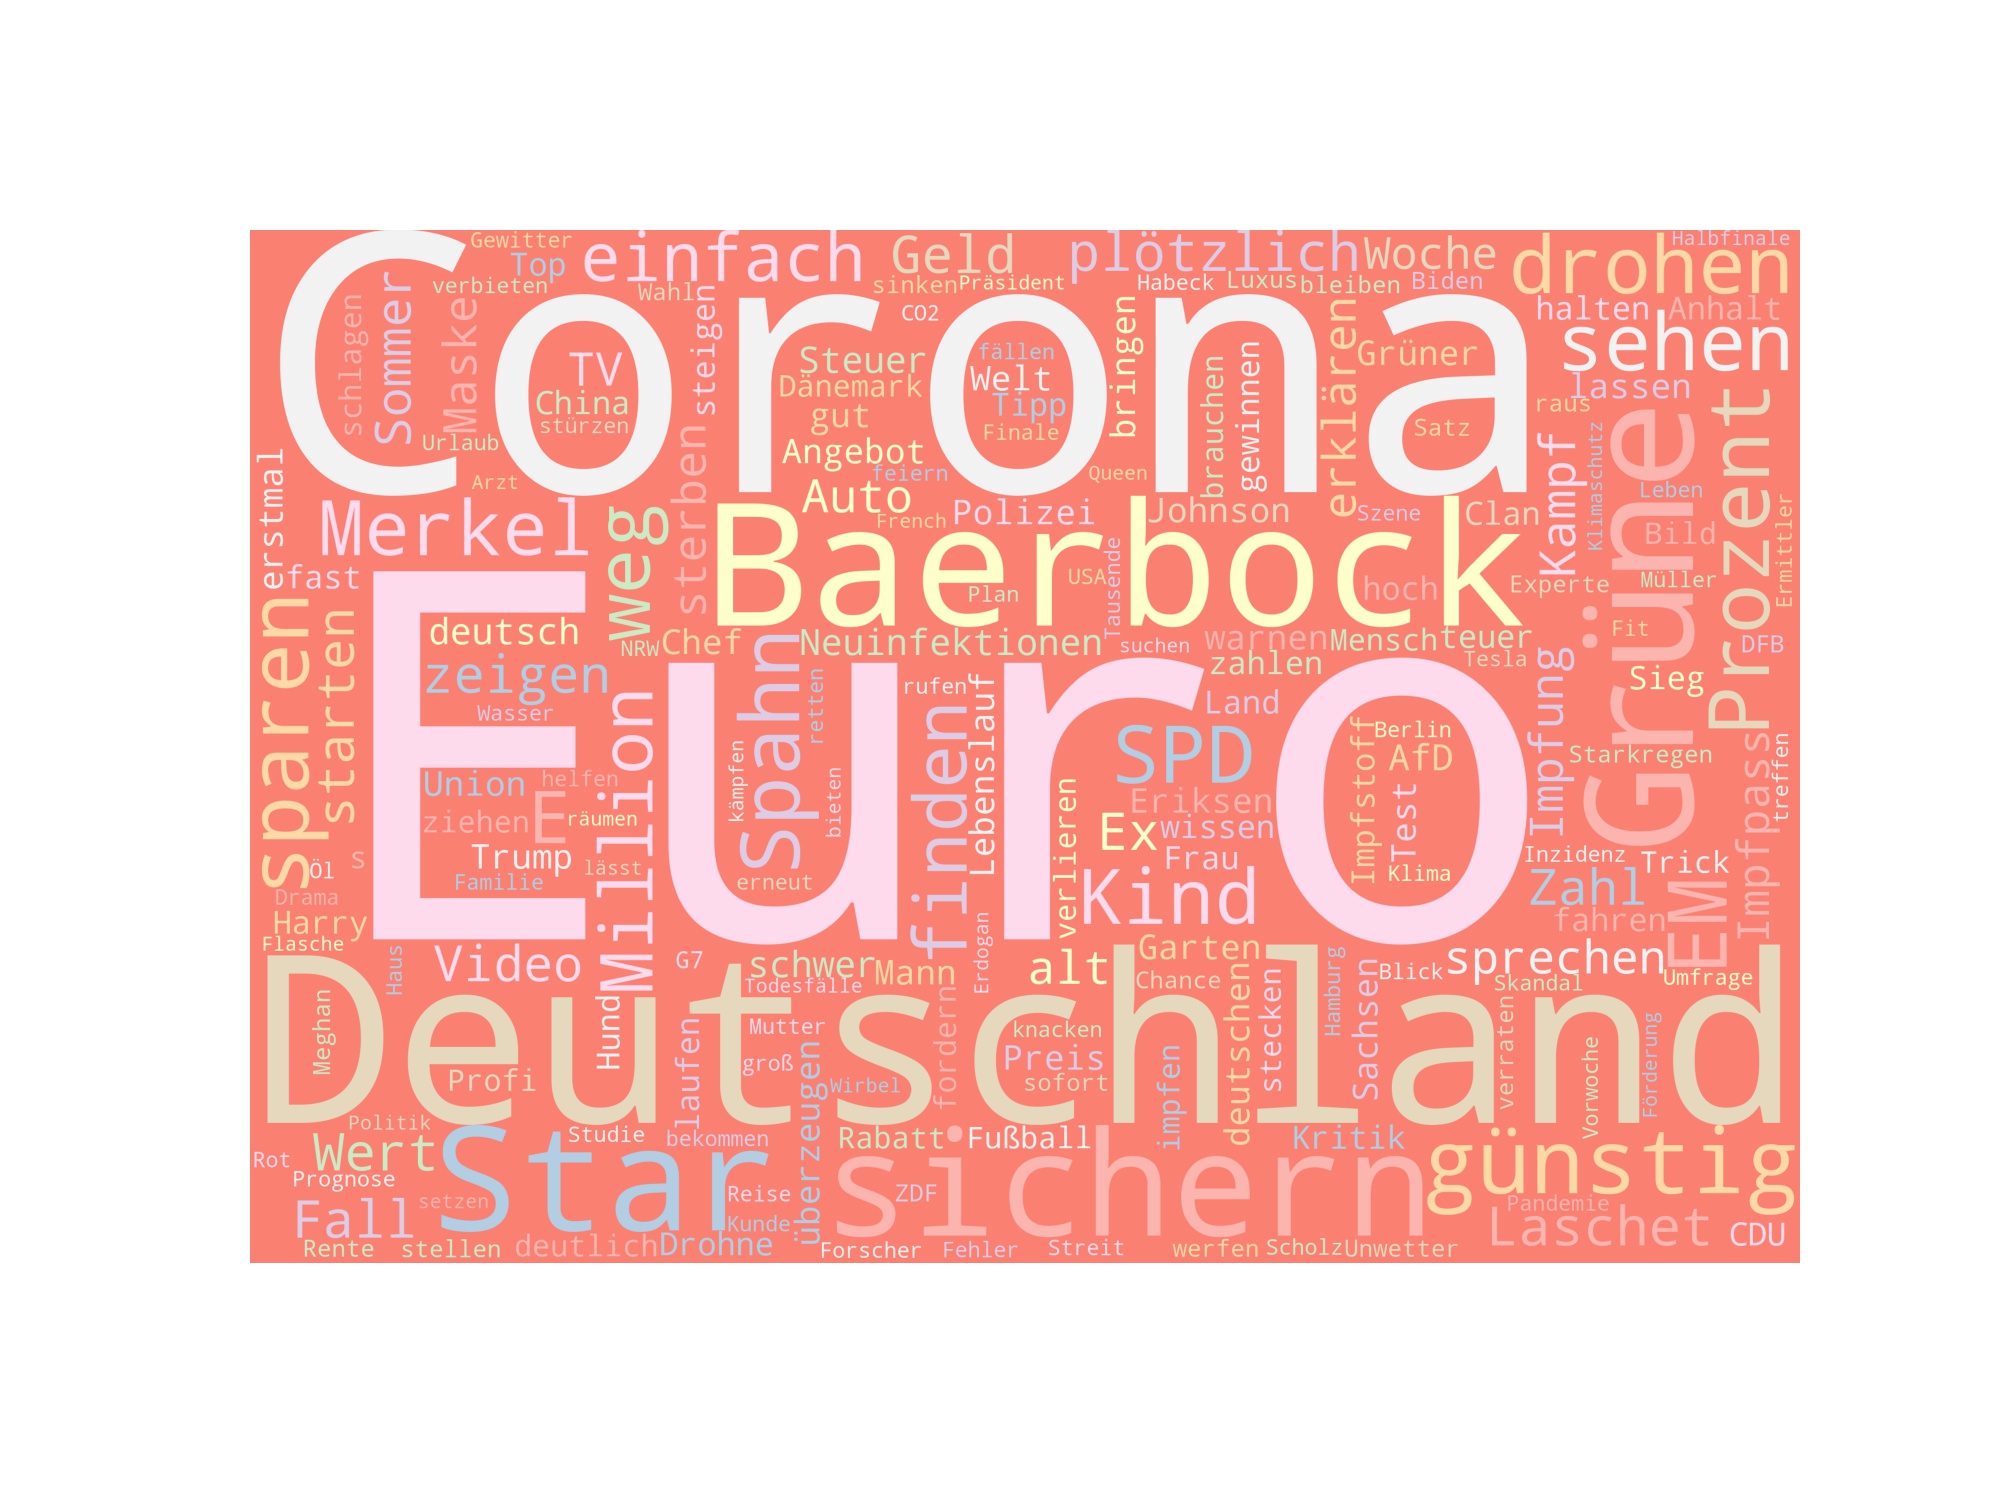 Corona
Euro
Deutschland
Baerbock
sichern
Star
Grüne
Gewitter
Top
verbieten
einfach
Wahl
Geld
sinken
Präsident
CO2
plötzlich
Habeck
Luxus
bleiben
Woche
Biden
drohen
Halbfinale
halten
Anhalt
sehen
schlagen
Sommer
Maske
TV
China
stürzen
steigen
Steuer
Dänemark
gut
fällen
Welt
Tipp
Finale
bringen
brauchen
gewinnen
erklären
Grüner
Satz
lassen
raus
Prozent
Urlaub
Arzt
Angebot
feiern
Auto
French
Queen
Polizei
Johnson
Szene
Clan
Kampf
Klimaschutz
Leben
Bild
Müller
Ermittler
erstmal
fast
Merkel
weg
sterben
Plan
USA
Tausende
hoch
Experte
sparen
starten
deutsch
zeigen
NRW
Chef
Neuinfektionen
suchen
warnen
Mensch
teuer
zahlen
Tesla
Fit
DFB
Sieg
Wasser
Million
Spahn
retten
rufen
finden
Lebenslauf
Land
SPD
Berlin
AfD
Impfstoff
Test
Klima
Impfung
Starkregen
Impfpass
treffen
Union
helfen
ziehen
E
räumen
kämpfen
bieten
Eriksen
Ex
wissen
verlieren
Frau
s
Öl
Trump
lässt
Familie
erneut
Inzidenz
Trick
Drama
Harry
Flasche
Kind
Zahl
fahren
EM
Haus
Video
G7
schwer
Todesfälle
Mann
Erdogan
alt
Garten
Chance
deutschen
stecken
Hamburg
Sachsen
Blick
sprechen
Skandal
Umfrage
Meghan
Profi
Hund
laufen
Mutter
groß
überzeugen
Wirbel
fordern
knacken
Preis
sofort
impfen
verraten
Vorwoche
Förderung
Politik
Rot
Wert
Prognose
Studie
bekommen
Rabatt
Fußball
Kritik
günstig
Fall
setzen
Reise
Kunde
ZDF
Pandemie
Laschet
CDU
Rente
stellen
deutlich
Drohne
Forscher
Fehler
Streit
werfen
Scholz
Unwetter